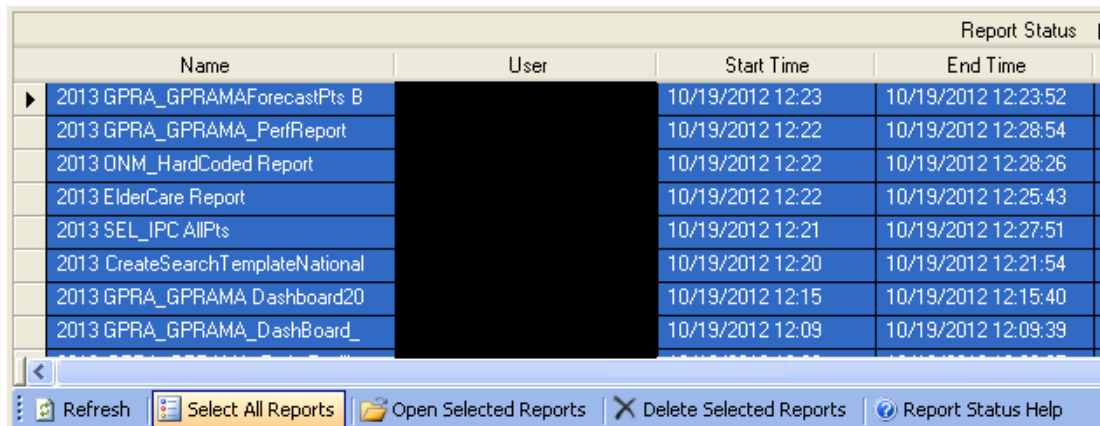 Report Status
Name User Start Time End Time
2013 GPRA_GPRAMAForecastPts B 10/19/2012 12:23 10/19/2012 12:23:52
2013 GPRA_GPRAMA_PerfReport 10/19/2012 12:22 10/19/2012 12:28:54
2013 ONM_HardCoded Report 10/19/2012 12:22 10/19/2012 12:28:26
2013 ElderCare Report 10/19/2012 12:22 10/19/2012 12:25:43
2013 SEL_IPC AllPts 10/19/2012 12:21 10/19/2012 12:27:51
2013 CreateSearchTemplateNational 10/19/2012 12:20 10/19/2012 12:21:54
2013 GPRA_GPRAMA Dashboard20 10/19/2012 12:15 10/19/2012 12:15:40
2013 GPRA_GPRAMA_DashBoard_ 10/19/2012 12:09 10/19/2012 12:09:39
Refresh Select All Reports Open Selected Reports Delete Selected Reports Report Status Help